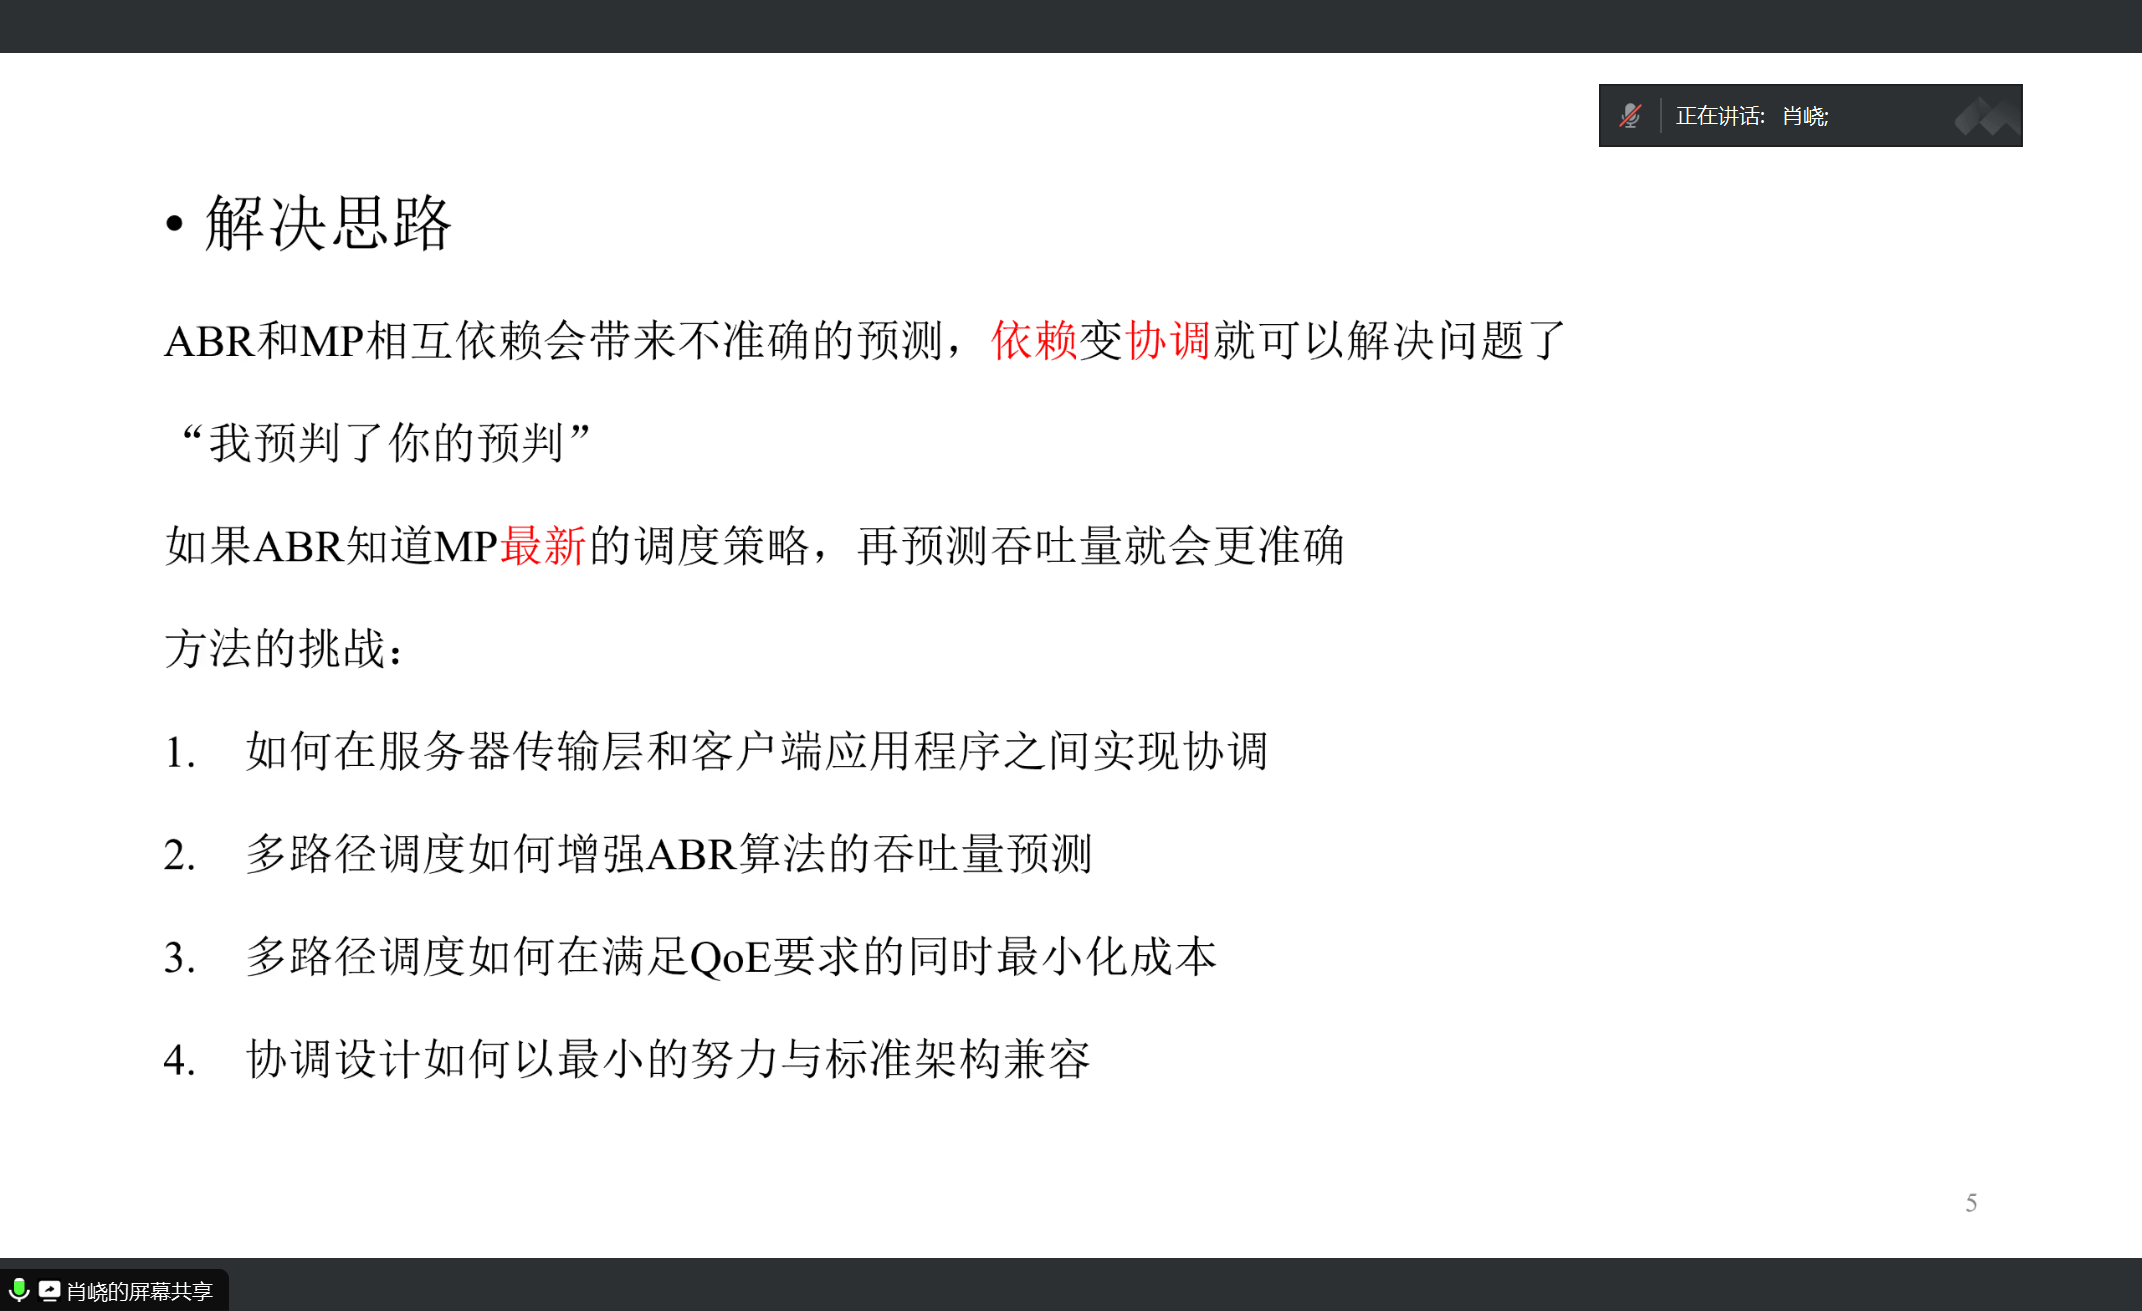 正在讲话: 肖峣;
• 解决思路
ABR和MP相互依赖会带来不准确的预测，依赖变协调就可以解决问题了
“我预判了你的预判”
如果ABR知道MP最新的调度策略，再预测吞吐量就会更准确
方法的挑战：
1. 如何在服务器传输层和客户端应用程序之间实现协调
2. 多路径调度如何增强ABR算法的吞吐量预测
3. 多路径调度如何在满足QoE要求的同时最小化成本
4. 协调设计如何以最小的努力与标准架构兼容
5
肖峣的屏幕共享